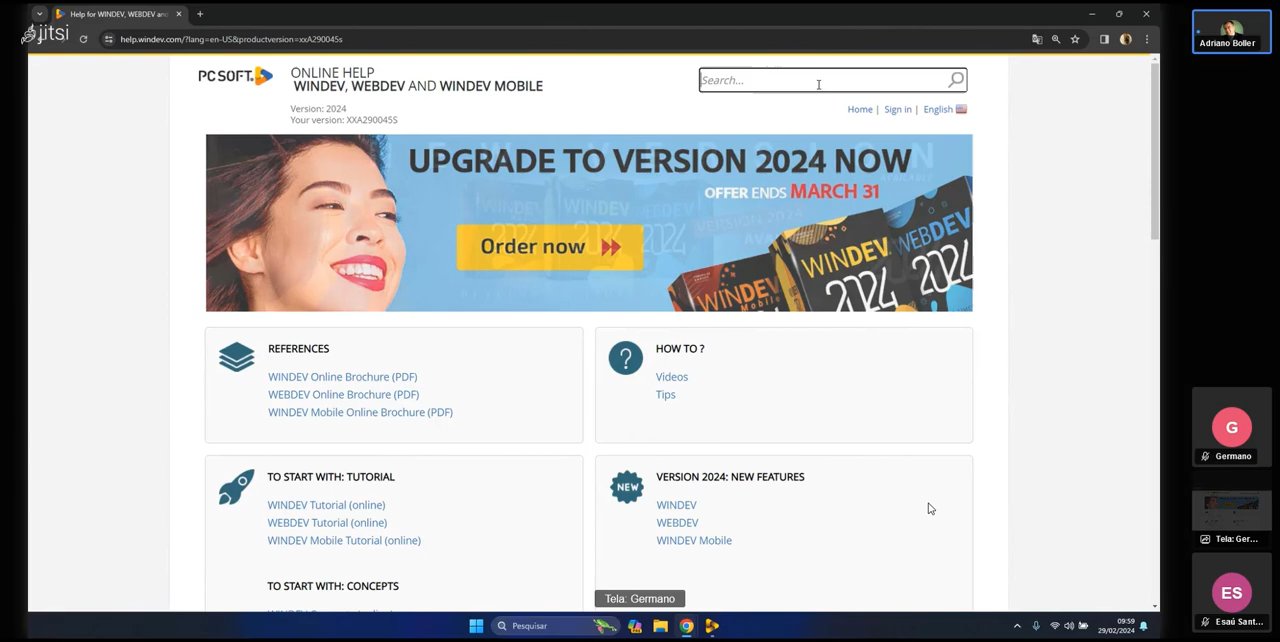 Help for WINDEV, WEBDEV and
jitsi
help.windev.com/?lang=en-US&productversion=xxA290045s
PC SOFT
ONLINE HELP
WINDEV, WEBDEV AND WINDEV MOBILE
Version: 2024
Your version: XXA290045S
Search...
Home | Sign in | English
UPGRADE TO VERSION 2024 NOW
OFFER ENDS MARCH 31
Order now
WINDEV
Mobile
2024
WINDEV
2024
WEBDEV
2024
REFERENCES
WINDEV Online Brochure (PDF)
WEBDEV Online Brochure (PDF)
WINDEV Mobile Online Brochure (PDF)
HOW TO ?
Videos
Tips
TO START WITH: TUTORIAL
WINDEV Tutorial (online)
WEBDEV Tutorial (online)
WINDEV Mobile Tutorial (online)
TO START WITH: CONCEPTS
NEW
VERSION 2024: NEW FEATURES
WINDEV
WEBDEV
WINDEV Mobile
Tela: Germano
Pesquisar
09:59
29/02/2024
Adriano Boller
G
Germano
Tela: Ger...
ES
Esaú Sant...